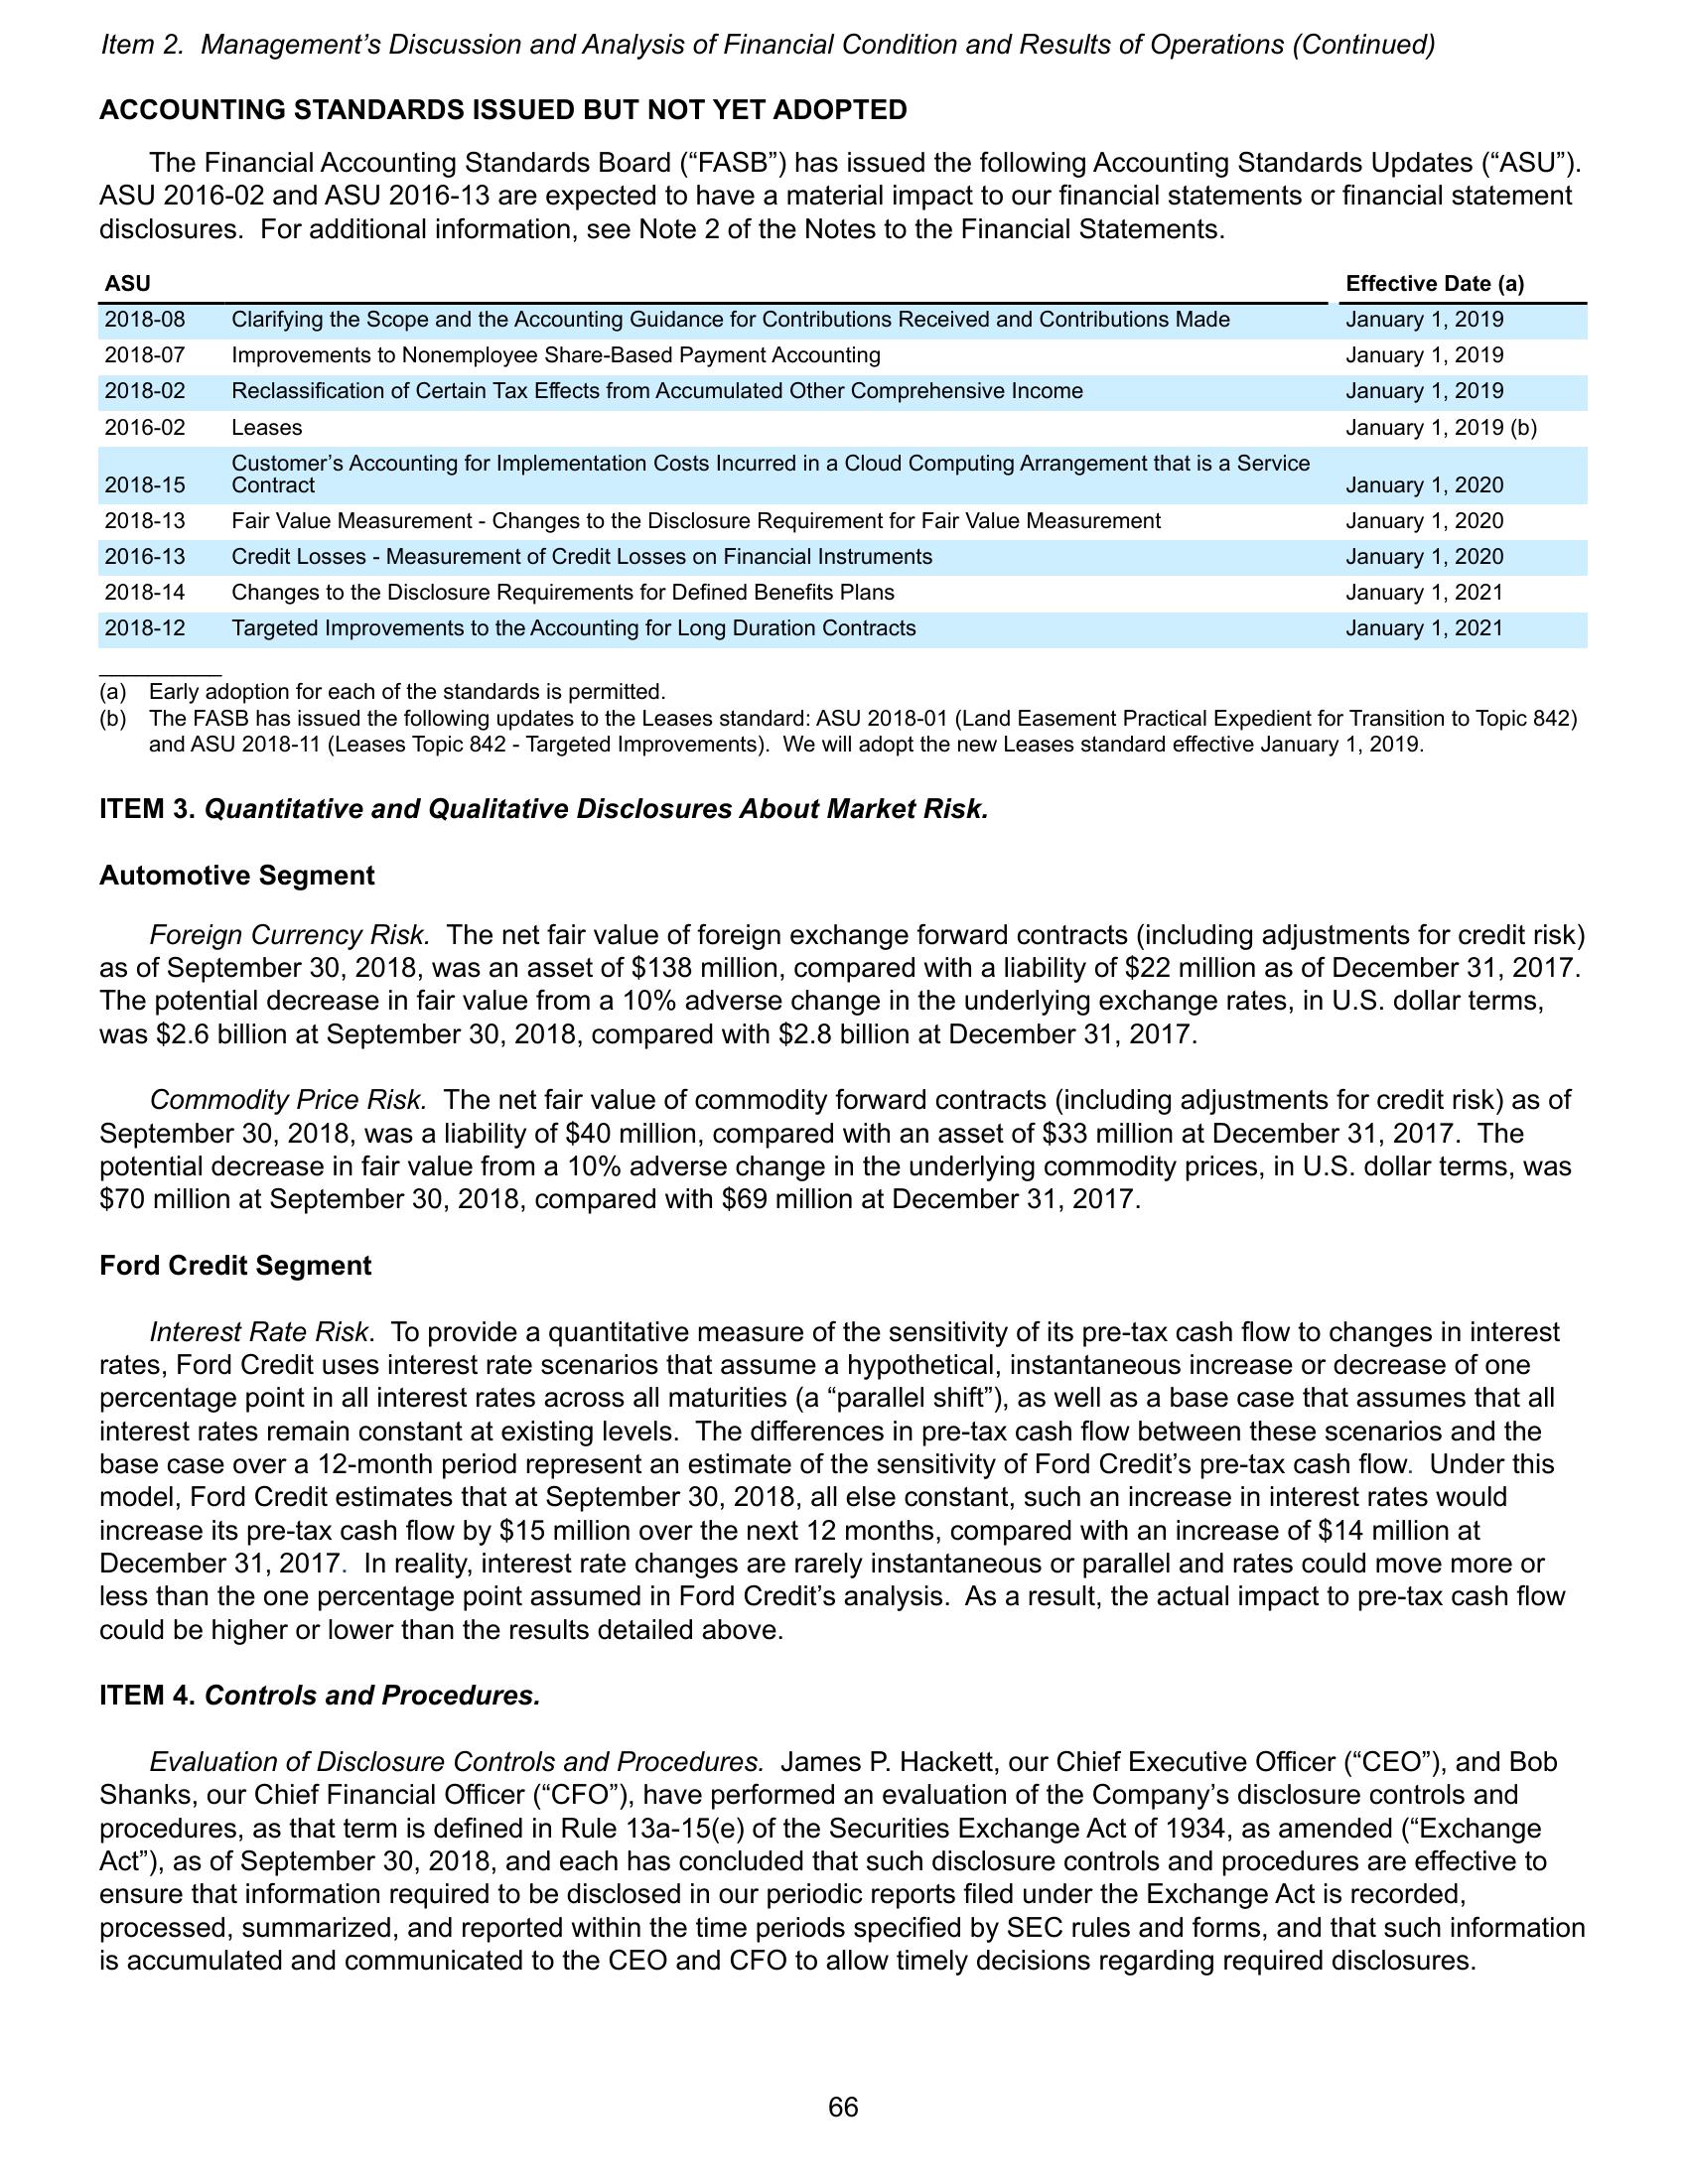 Item 2.  Management’s Discussion and Analysis of Financial Condition and Results of Operations (Continued)
ACCOUNTING STANDARDS ISSUED BUT NOT YET ADOPTED
The Financial Accounting Standards Board (“FASB”) has issued the following Accounting Standards Updates (“ASU”).
ASU 2016-02 and ASU 2016-13 are expected to have a material impact to our financial statements or financial statement
disclosures.  For additional information, see Note 2 of the Notes to the Financial Statements.
ASU Effective Date (a)
2018-08 Clarifying the Scope and the Accounting Guidance for Contributions Received and Contributions Made January 1, 2019
2018-07 Improvements to Nonemployee Share-Based Payment Accounting January 1, 2019
2018-02 Reclassification of Certain Tax Effects from Accumulated Other Comprehensive Income January 1, 2019
2016-02 Leases January 1, 2019 (b)
Customer’s Accounting for Implementation Costs Incurred in a Cloud Computing Arrangement that is a Service
2018-15 Contract January 1, 2020
2018-13 Fair Value Measurement - Changes to the Disclosure Requirement for Fair Value Measurement January 1, 2020
2016-13 Credit Losses - Measurement of Credit Losses on Financial Instruments January 1, 2020
2018-14 Changes to the Disclosure Requirements for Defined Benefits Plans January 1, 2021
2018-12 Targeted Improvements to the Accounting for Long Duration Contracts January 1, 2021
(a) Early adoption for each of the standards is permitted.
(b) The FASB has issued the following updates to the Leases standard: ASU 2018-01 (Land Easement Practical Expedient for Transition to Topic 842)
and ASU 2018-11 (Leases Topic 842 - Targeted Improvements).  We will adopt the new Leases standard effective January 1, 2019.
ITEM 3. Quantitative and Qualitative Disclosures About Market Risk.
Automotive Segment
Foreign Currency Risk.  The net fair value of foreign exchange forward contracts (including adjustments for credit risk)
as of September 30, 2018, was an asset of $138 million, compared with a liability of $22 million as of December 31, 2017.
The potential decrease in fair value from a 10% adverse change in the underlying exchange rates, in U.S. dollar terms,
was $2.6 billion at September 30, 2018, compared with $2.8 billion at December 31, 2017.
Commodity Price Risk.  The net fair value of commodity forward contracts (including adjustments for credit risk) as of
September 30, 2018, was a liability of $40 million, compared with an asset of $33 million at December 31, 2017.  The
potential decrease in fair value from a 10% adverse change in the underlying commodity prices, in U.S. dollar terms, was
$70 million at September 30, 2018, compared with $69 million at December 31, 2017.
Ford Credit Segment
Interest Rate Risk.  To provide a quantitative measure of the sensitivity of its pre-tax cash flow to changes in interest
rates, Ford Credit uses interest rate scenarios that assume a hypothetical, instantaneous increase or decrease of one
percentage point in all interest rates across all maturities (a “parallel shift”), as well as a base case that assumes that all
interest rates remain constant at existing levels.  The differences in pre-tax cash flow between these scenarios and the
base case over a 12-month period represent an estimate of the sensitivity of Ford Credit’s pre-tax cash flow.  Under this
model, Ford Credit estimates that at September 30, 2018, all else constant, such an increase in interest rates would
increase its pre-tax cash flow by $15 million over the next 12 months, compared with an increase of $14 million at
December 31, 2017.  In reality, interest rate changes are rarely instantaneous or parallel and rates could move more or
less than the one percentage point assumed in Ford Credit’s analysis.  As a result, the actual impact to pre-tax cash flow
could be higher or lower than the results detailed above.
ITEM 4. Controls and Procedures.
Evaluation of Disclosure Controls and Procedures.  James P. Hackett, our Chief Executive Officer (“CEO”), and Bob
Shanks, our Chief Financial Officer (“CFO”), have performed an evaluation of the Company’s disclosure controls and
procedures, as that term is defined in Rule 13a-15(e) of the Securities Exchange Act of 1934, as amended (“Exchange
Act”), as of September 30, 2018, and each has concluded that such disclosure controls and procedures are effective to
ensure that information required to be disclosed in our periodic reports filed under the Exchange Act is recorded,
processed, summarized, and reported within the time periods specified by SEC rules and forms, and that such information
is accumulated and communicated to the CEO and CFO to allow timely decisions regarding required disclosures.
66